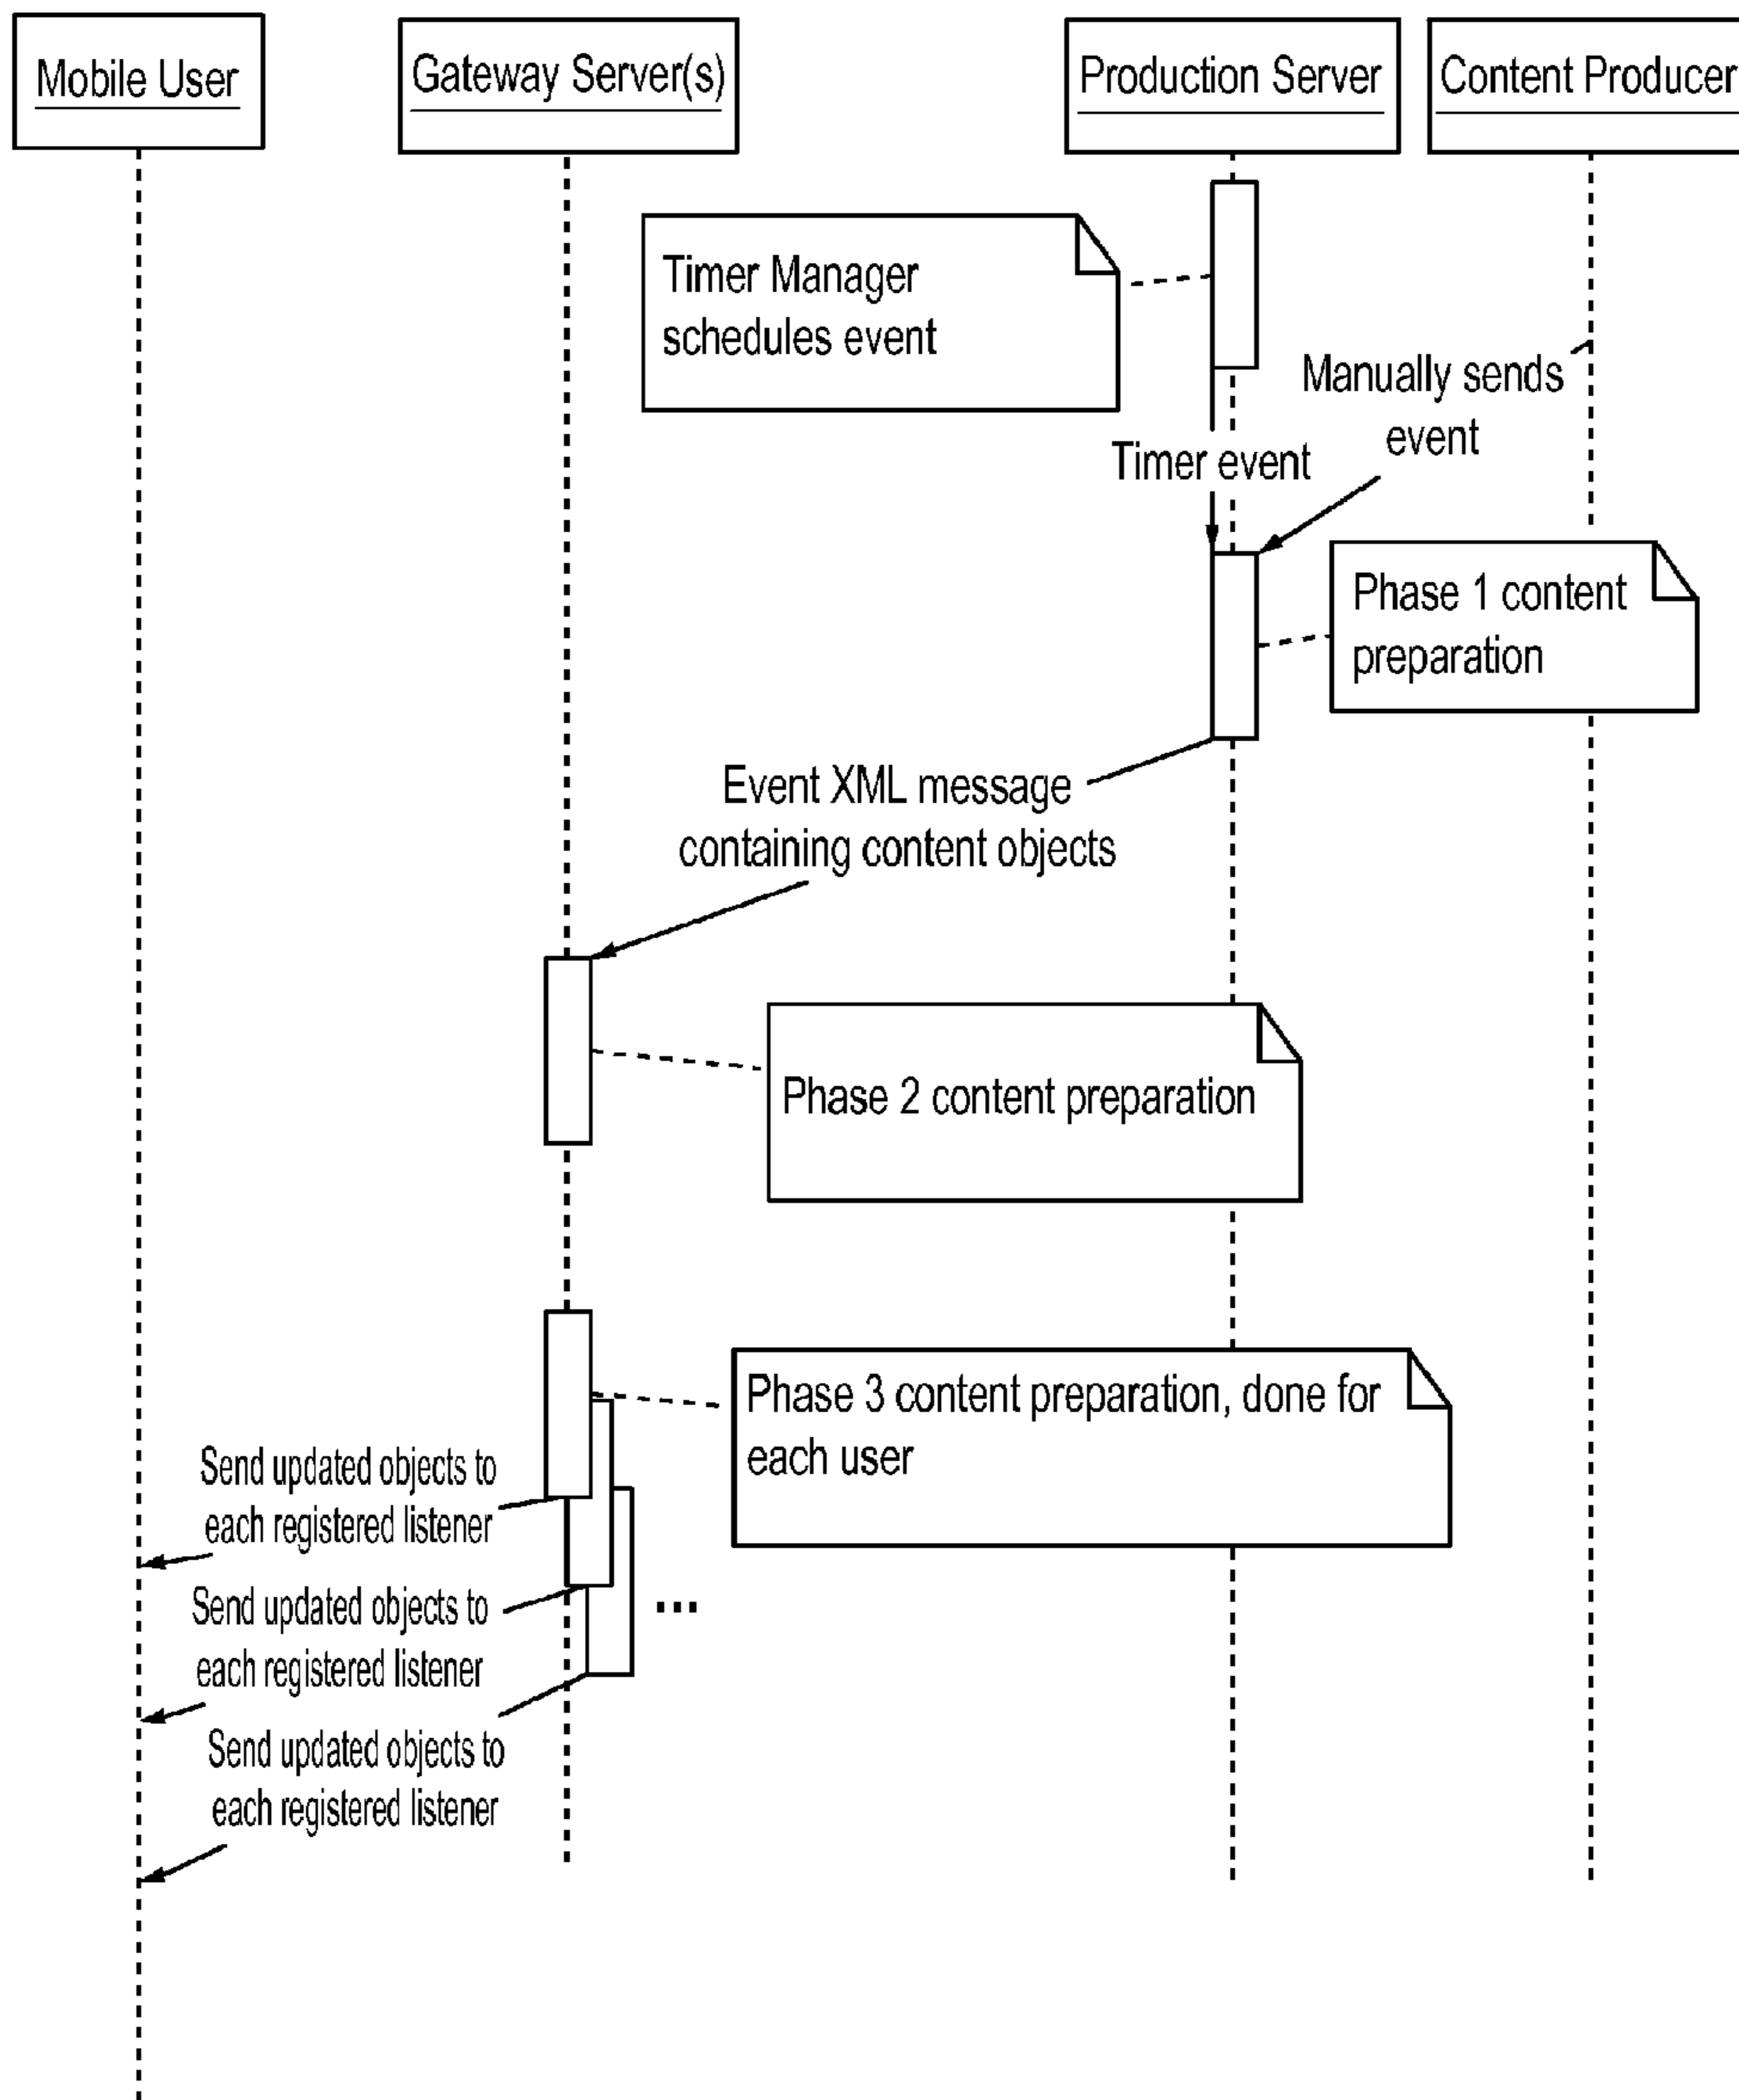 Mobile User
Gateway Server(s)
Production Server
Content Producer
Timer Manager
schedules event
Manually sends
event
Timer event
Phase 1 content
preparation
Event XML message
containing content objects
Phase 2 content preparation
Phase 3 content preparation, done for
each user
Send updated objects to
each registered listener
Send updated objects to
each registered listener
...
Send updated objects to
each registered listener